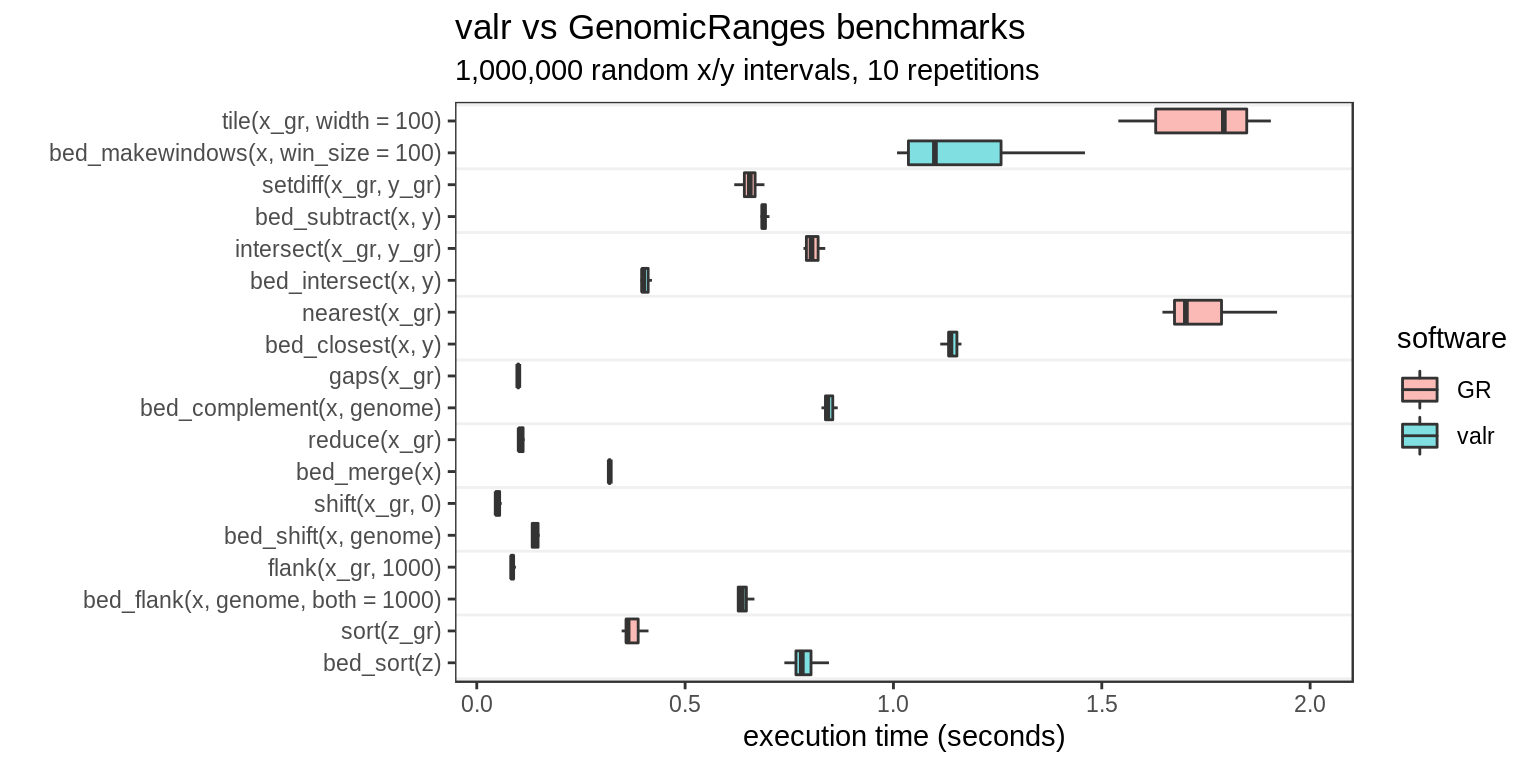 valr vs GenomicRanges benchmarks
1,000,000 random x/y intervals, 10 repetitions
tile(x_gr, width = 100)
bed_makewindows(x, win_size = 100)
setdiff(x_gr, y_gr)
bed_subtract(x, y)
intersect(x_gr, y_gr)
bed_intersect(x, y)
nearest(x_gr)
bed_closest(x, y)
gaps(x_gr)
bed_complement(x, genome)
reduce(x_gr)
bed_merge(x)
shift(x_gr, 0)
bed_shift(x, genome)
flank(x_gr, 1000)
bed_flank(x, genome, both = 1000)
sort(z_gr)
bed_sort(z)
0.0 0.5 1.0 1.5 2.0
execution time (seconds)
software
GR
valr